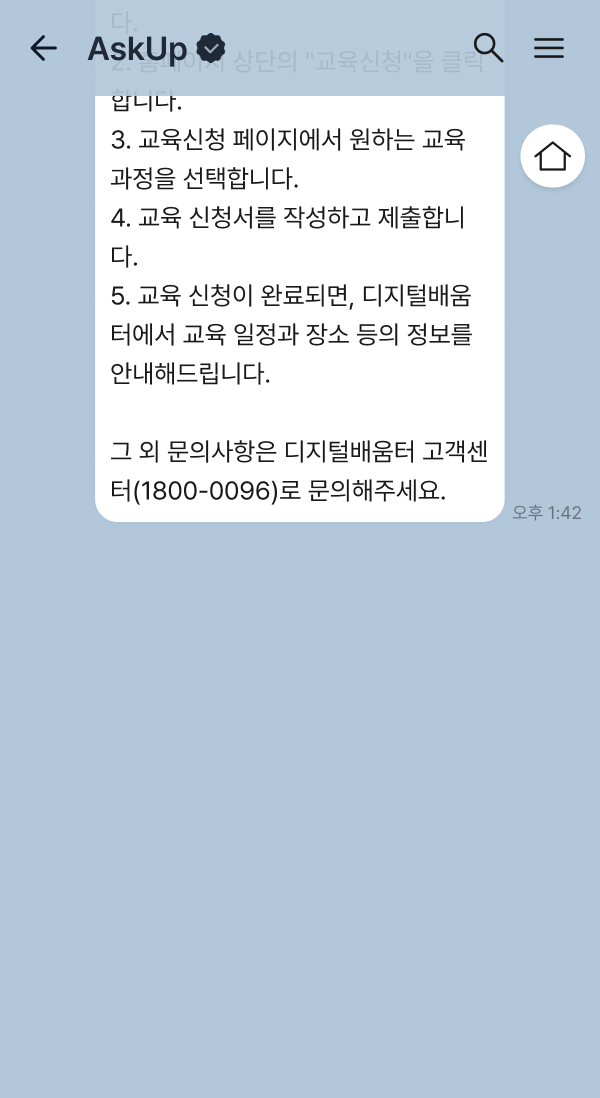 다.
AskUp
2. 홈페이지 상단의 "교육신청"을 클릭
합니다.
3. 교육신청 페이지에서 원하는 교육
과정을 선택합니다.
4. 교육 신청서를 작성하고 제출합니
다.
5. 교육 신청이 완료되면, 디지털배움
터에서 교육 일정과 장소 등의 정보를
안내해드립니다.
그 외 문의사항은 디지털배움터 고객센
터(1800-0096)로 문의해주세요.
오후 1:42